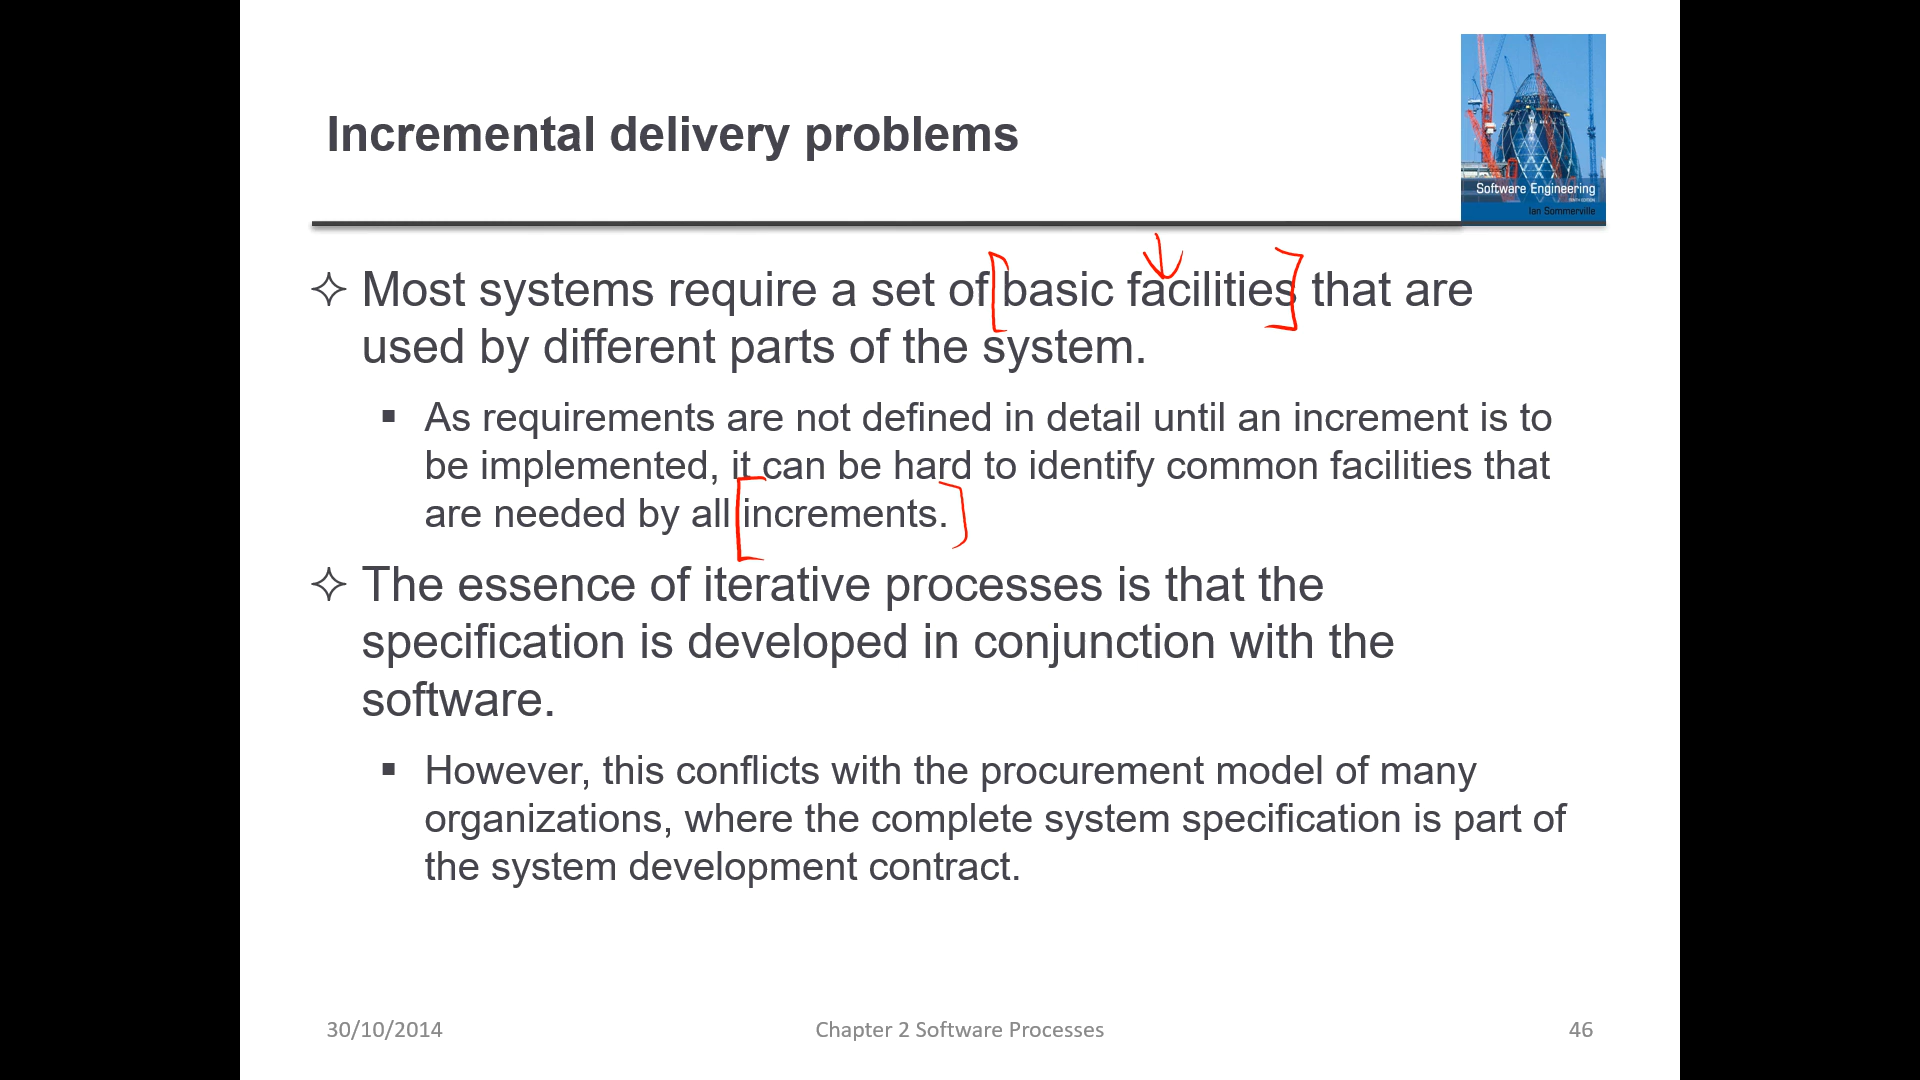 Incremental delivery problems
Software Engineering
Ian Sommerville
Most systems require a set of basic facilities that are
used by different parts of the system.
As requirements are not defined in detail until an increment is to
be implemented, it can be hard to identify common facilities that
are needed by all increments.
The essence of iterative processes is that the
specification is developed in conjunction with the
software.
However, this conflicts with the procurement model of many
organizations, where the complete system specification is part of
the system development contract.
30/10/2014
Chapter 2 Software Processes
46